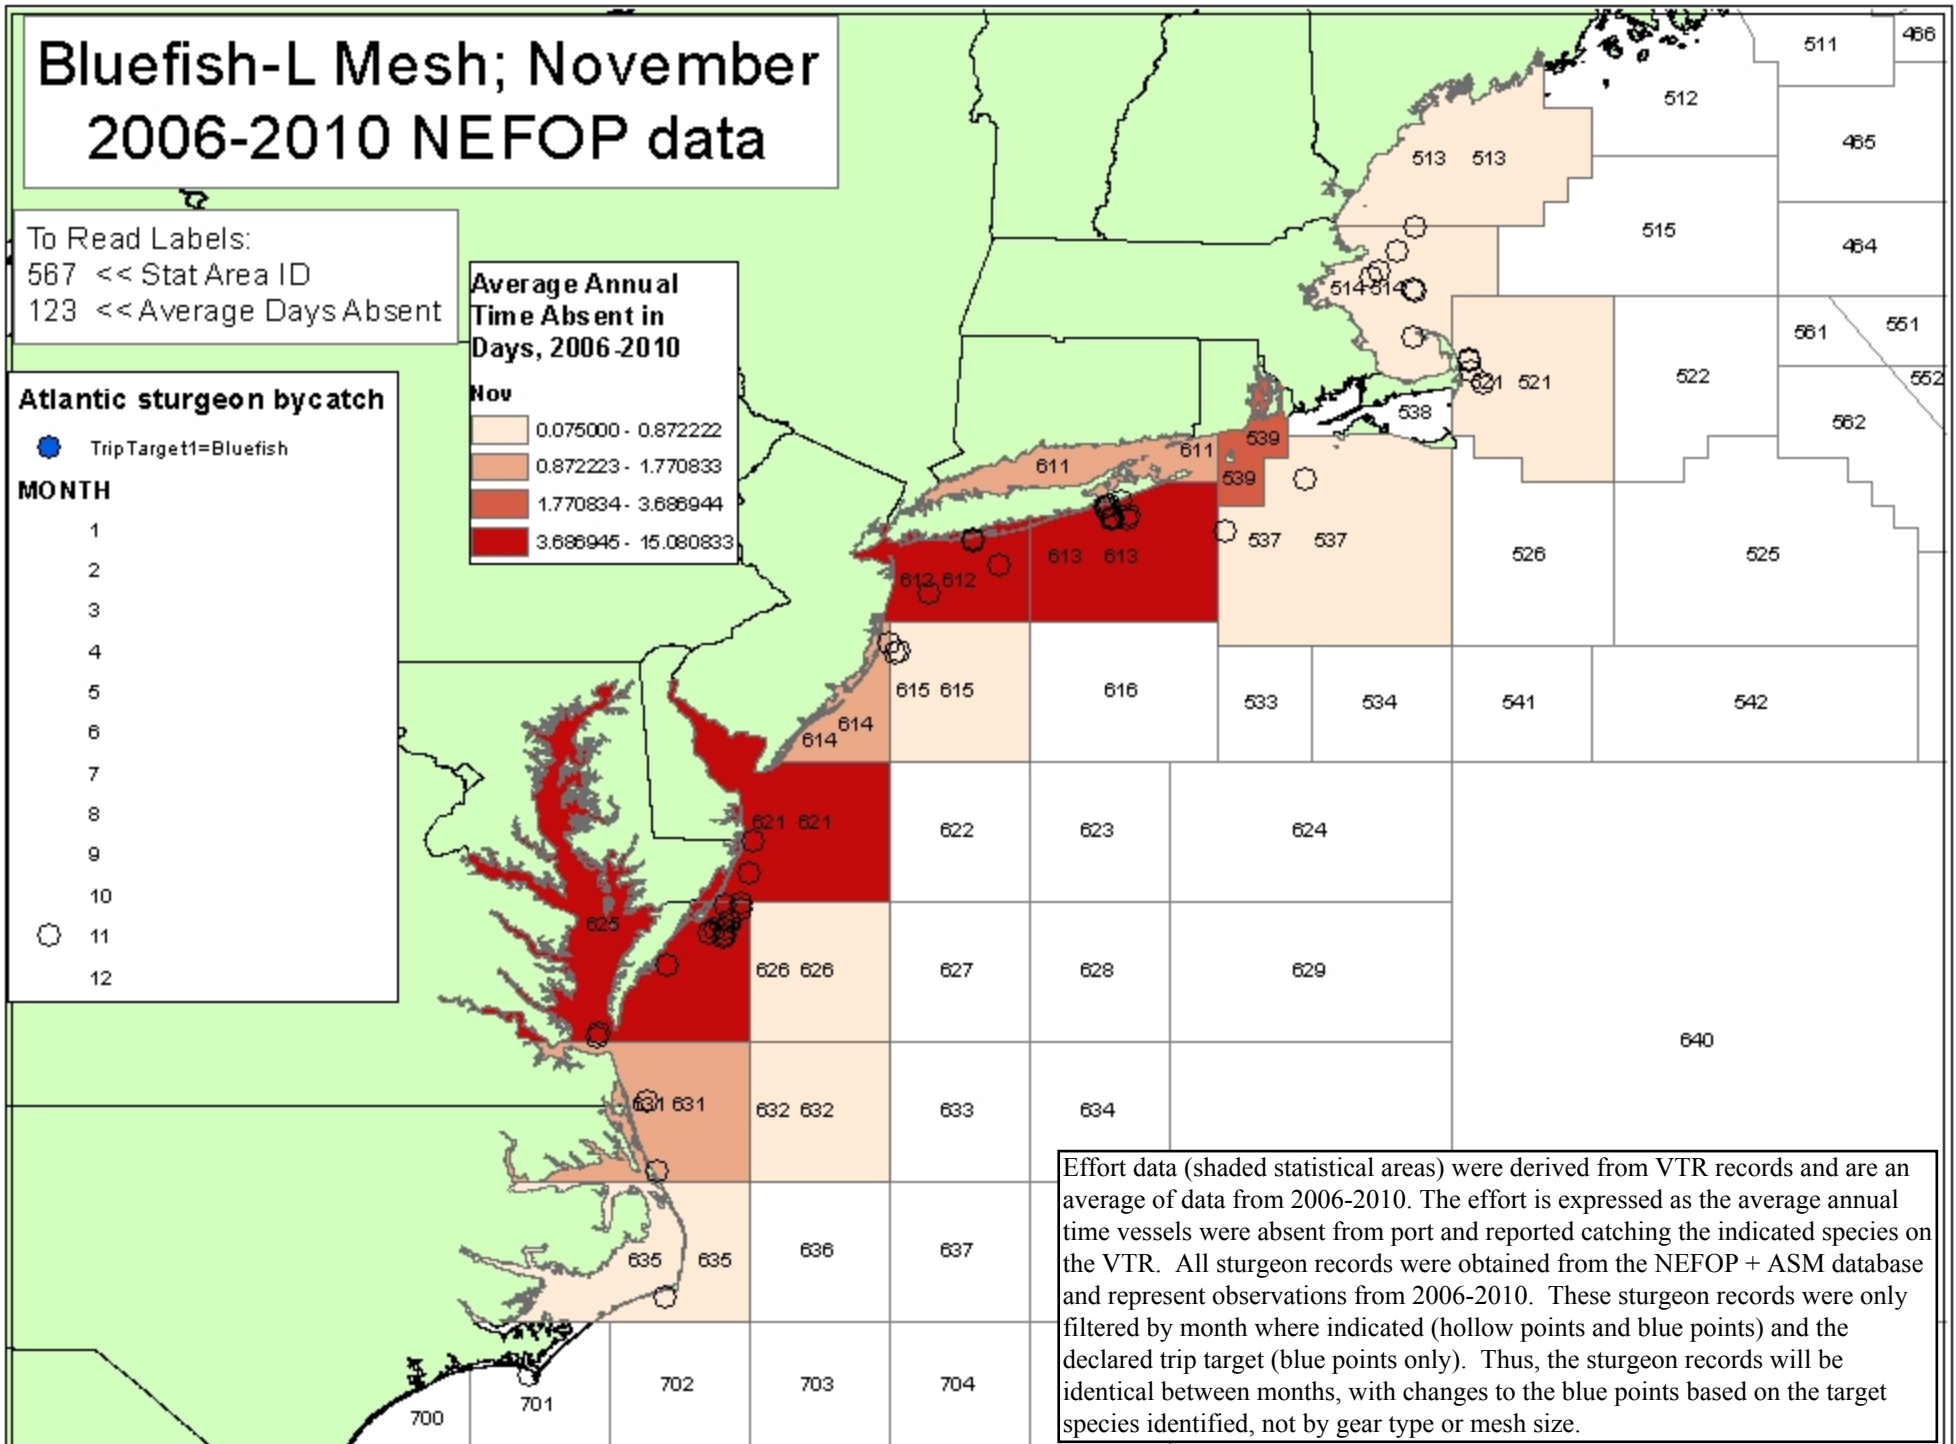 Bluefish-L Mesh; November
2006-2010 NEFOP data
To Read Labels:
567 << Stat Area ID
123 << Average Days Absent
Average Annual
Time Absent in
Days, 2006-2010
Nov
0.075000 - 0.872222
0.872223 - 1.770833
1.770834 - 3.686944
3.686945 - 15.080833
Atlantic sturgeon bycatch
TripTarget1=Bluefish
MONTH
1
2
3
4
5
6
7
8
9
10
11
12
511
466
512
465
513 513
515
464
514 514
561
551
521 521
522
552
538
562
539
611
611
539
537 537
526
525
613 613
612 612
615 615
616
533
534
541
542
614
614
621 621
622
623
624
625
626 626
627
628
629
640
631 631
632 632
633
634
635
635
636
637
700
701
702
703
704
Effort data (shaded statistical areas) were derived from VTR records and are an
average of data from 2006-2010. The effort is expressed as the average annual
time vessels were absent from port and reported catching the indicated species on
the VTR. All sturgeon records were obtained from the NEFOP + ASM database
and represent observations from 2006-2010. These sturgeon records were only
filtered by month where indicated (hollow points and blue points) and the
declared trip target (blue points only). Thus, the sturgeon records will be
identical between months, with changes to the blue points based on the target
species identified, not by gear type or mesh size.